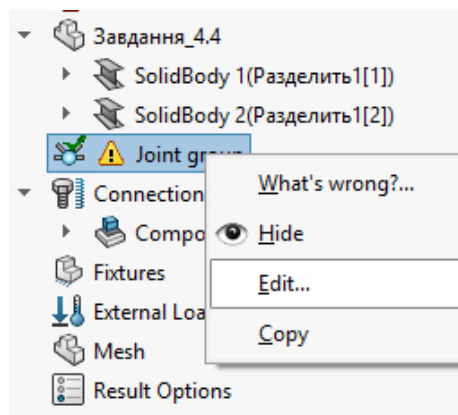 Завдання_4.4
SolidBody 1(Разделить1[1])
SolidBody 2(Разделить1[2])
Joint group
What's wrong?...
Connection
Hide
Compo
Fixtures
Edit...
External Loa
Copy
Mesh
Result Options